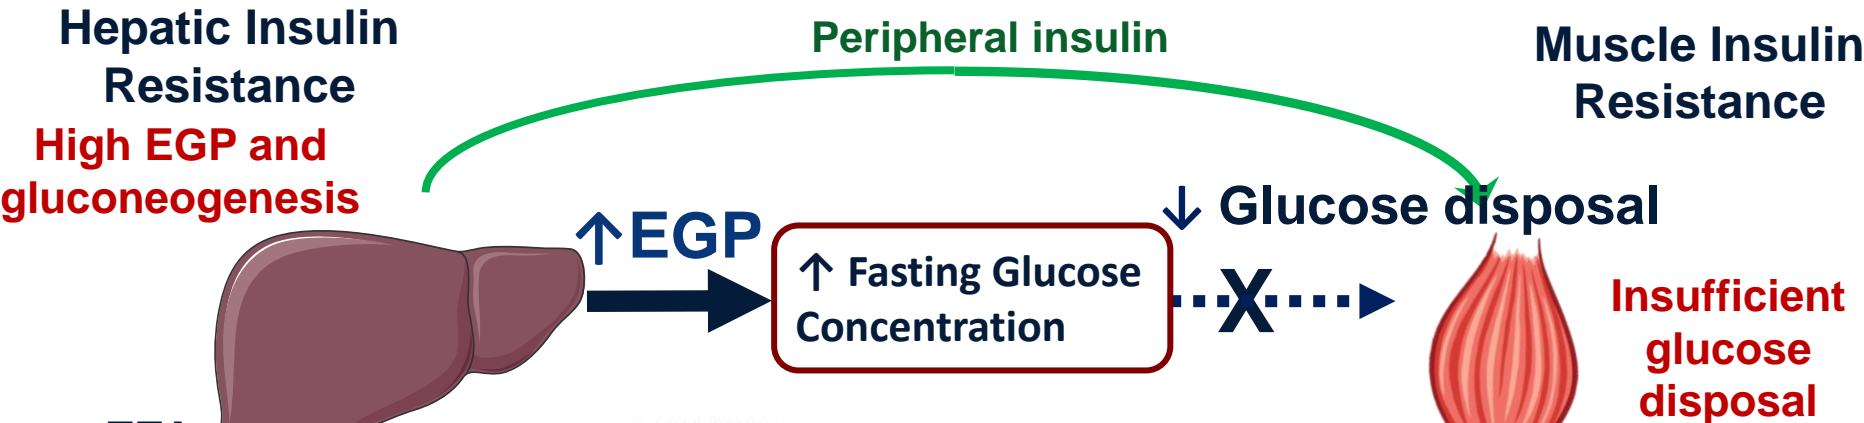 Hepatic Insulin
Resistance
High EGP and
gluconeogenesis
Peripheral insulin
Muscle Insulin
Resistance
↑EGP
↑ Fasting Glucose
Concentration
↓ Glucose disposal
X
Insufficient
glucose
disposal